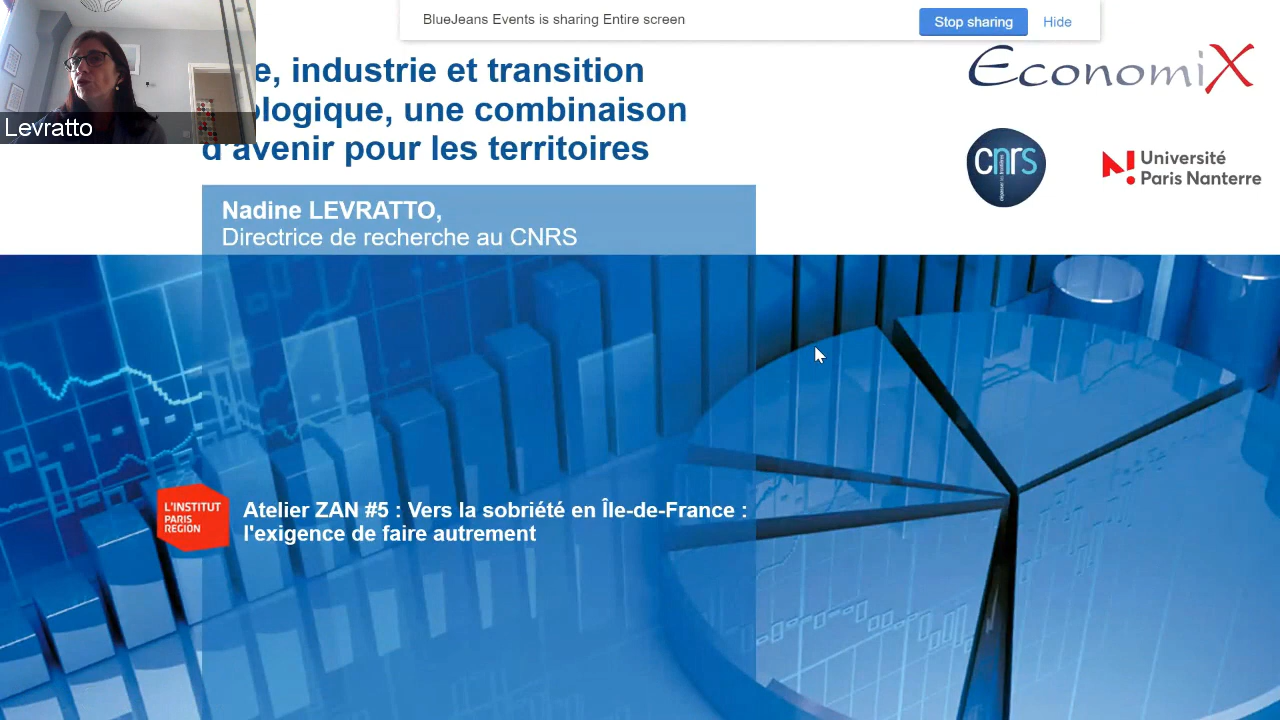 BlueJeans Events is sharing Entire screen
Stop sharing
Hide
Levratto
e, industrie et transition
ologique, une combinaison
d'avenir pour les territoires
EconomiX
cnrs
Université
Paris Nanterre
Nadine LEVRATTO,
Directrice de recherche au CNRS
L'INSTITUT
PARIS
REGION
Atelier ZAN #5 : Vers la sobriété en Île-de-France :
l'exigence de faire autrement